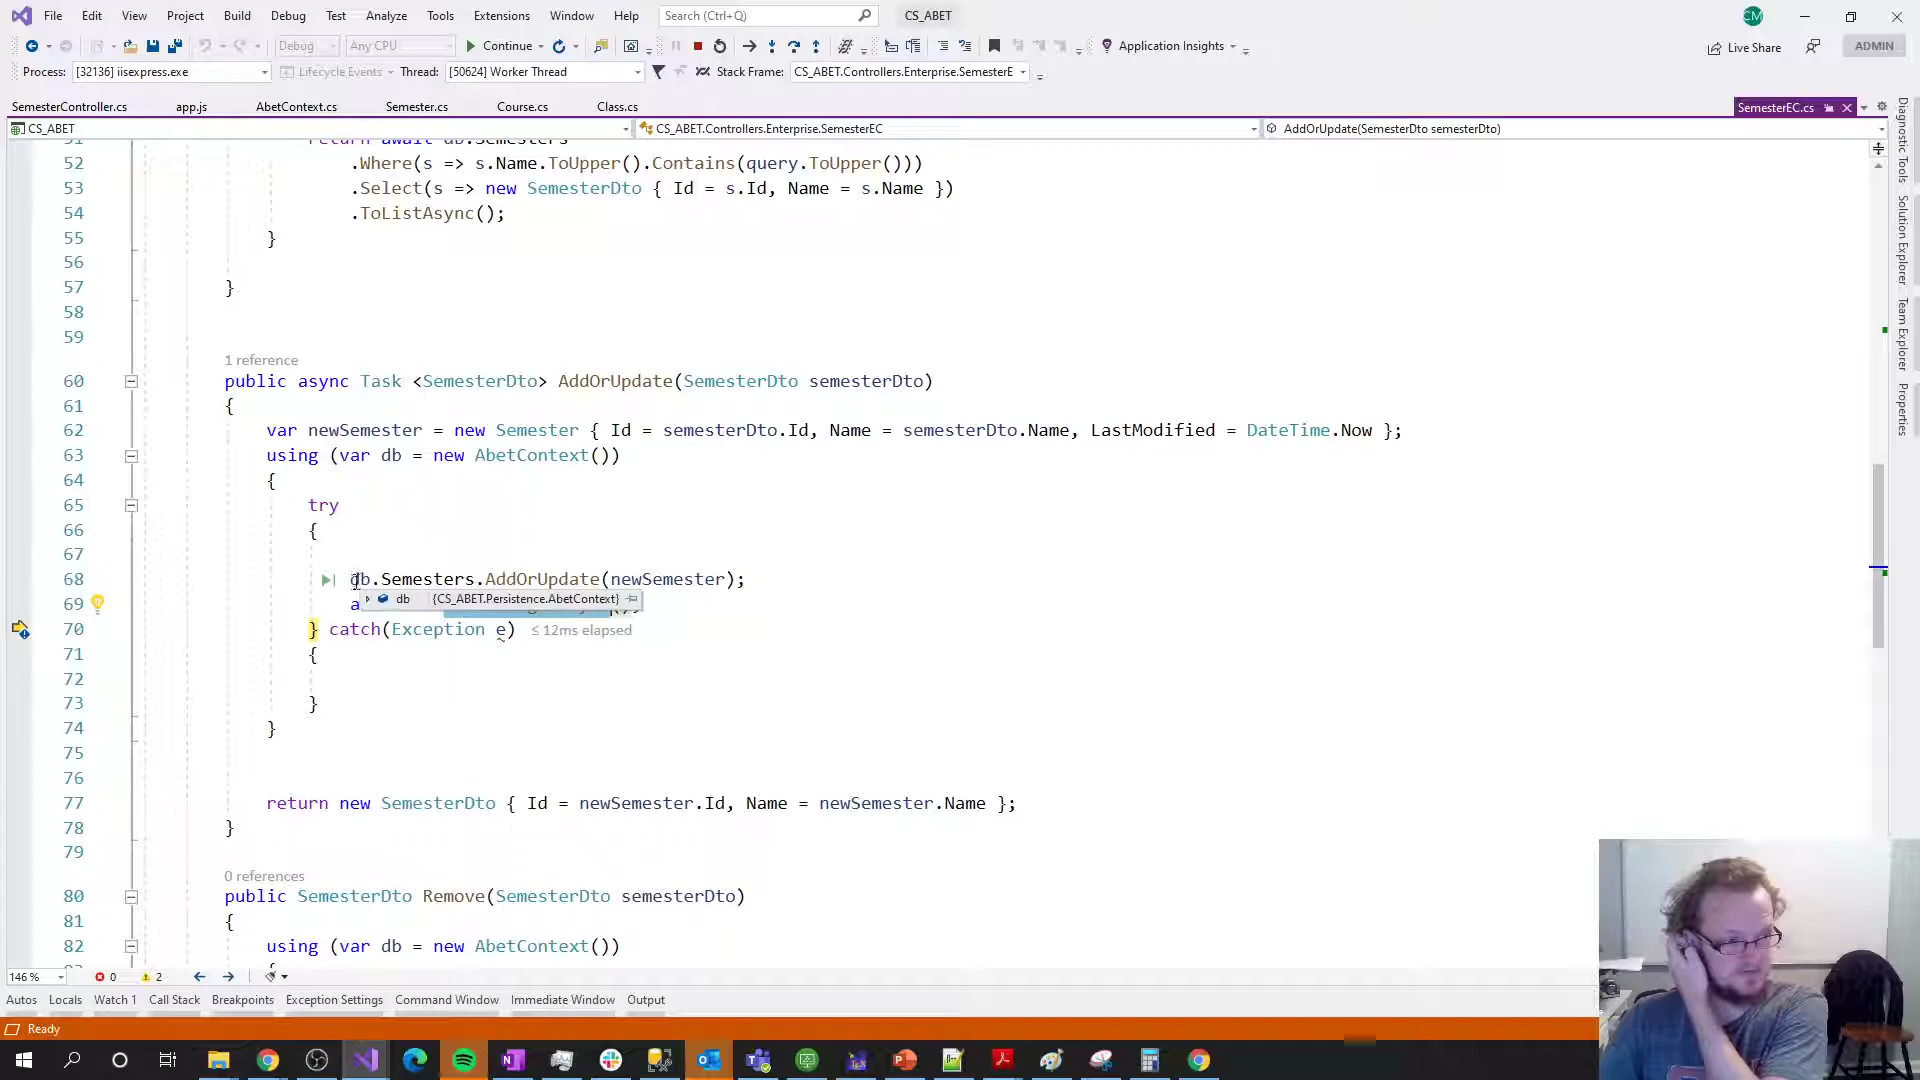 File Edit View Project Build Debug Test Analyze Tools Extensions Window Help Search (Ctrl+Q) CS_ABET CM
Debug Any CPU Continue Application Insights Live Share ADMIN
Process: [32136] iisexpress.exe Lifecycle Events Thread: [50624] Worker Thread Stack Frame: CS_ABET.Controllers.Enterprise.SemesterE
SemesterController.cs app.js AbetContext.cs Semester.cs Course.cs Class.cs SemesterEC.cs
CS_ABET CS_ABET.Controllers.Enterprise.SemesterEC AddOrUpdate(SemesterDto semesterDto)
51 return await db.Semesters
52 .Where(s => s.Name.ToUpper().Contains(query.ToUpper()))
53 .Select(s => new SemesterDto { Id = s.Id, Name = s.Name })
54 .ToListAsync();
55 }
56
57 }
58
59
1 reference
60 public async Task <SemesterDto> AddOrUpdate(SemesterDto semesterDto)
61 {
62 var newSemester = new Semester { Id = semesterDto.Id, Name = semesterDto.Name, LastModified = DateTime.Now };
63 using (var db = new AbetContext())
64 {
65 try
66 {
67
68 db.Semesters.AddOrUpdate(newSemester);
69 a
db {CS_ABET.Persistence.AbetContext}
70 } catch(Exception e) ≤ 12ms elapsed
71 {
72
73 }
74 }
75
76
77 return new SemesterDto { Id = newSemester.Id, Name = newSemester.Name };
78 }
79
0 references
80 public SemesterDto Remove(SemesterDto semesterDto)
81 {
82 using (var db = new AbetContext())
{
146 % 0 2
Autos Locals Watch 1 Call Stack Breakpoints Exception Settings Command Window Immediate Window Output
Ready
Diagnostic Tools
Solution Explorer
Team Explorer
Properties